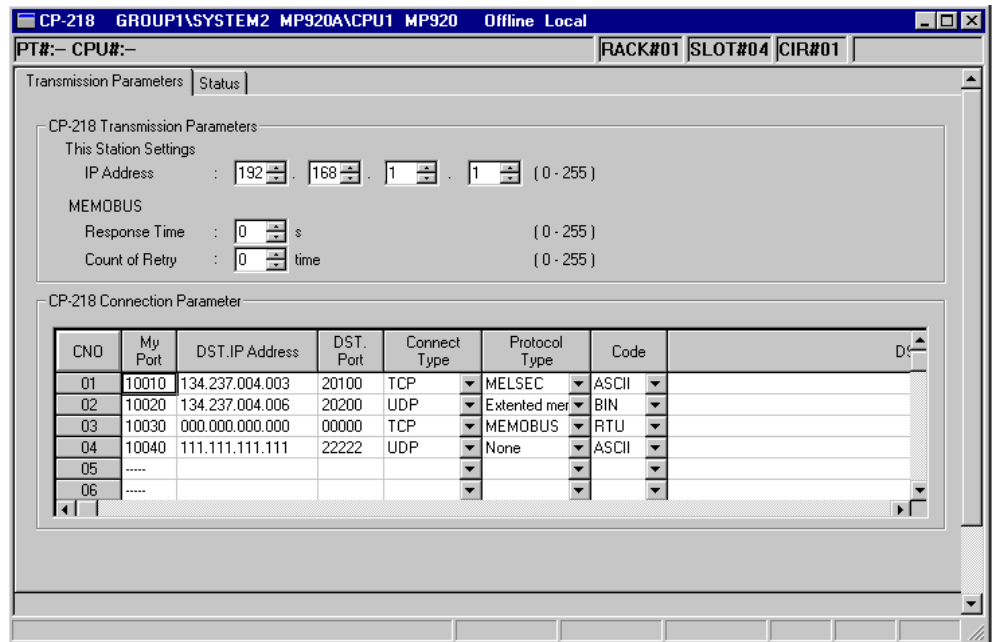 CP-218 GROUP1\SYSTEM2 MP920A\CPU1 MP920 Offline Local
PT#:– CPU#:– RACK#01 SLOT#04 CIR#01
Transmission Parameters Status
CP-218 Transmission Parameters
This Station Settings
IP Address : 192 . 168 . 1 . 1 ( 0 - 255 )
MEMOBUS
Response Time : 0 s ( 0 - 255 )
Count of Retry : 0 time ( 0 - 255 )
CP-218 Connection Parameter
CNO My Port DST.IP Address DST. Port Connect Type Protocol Type Code
01 10010 134.237.004.003 20100 TCP MELSEC ASCII
02 10020 134.237.004.006 20200 UDP Extented mer BIN
03 10030 000.000.000.000 00000 TCP MEMOBUS RTU
04 10040 111.111.111.111 22222 UDP None ASCII
05 -----
06 -----